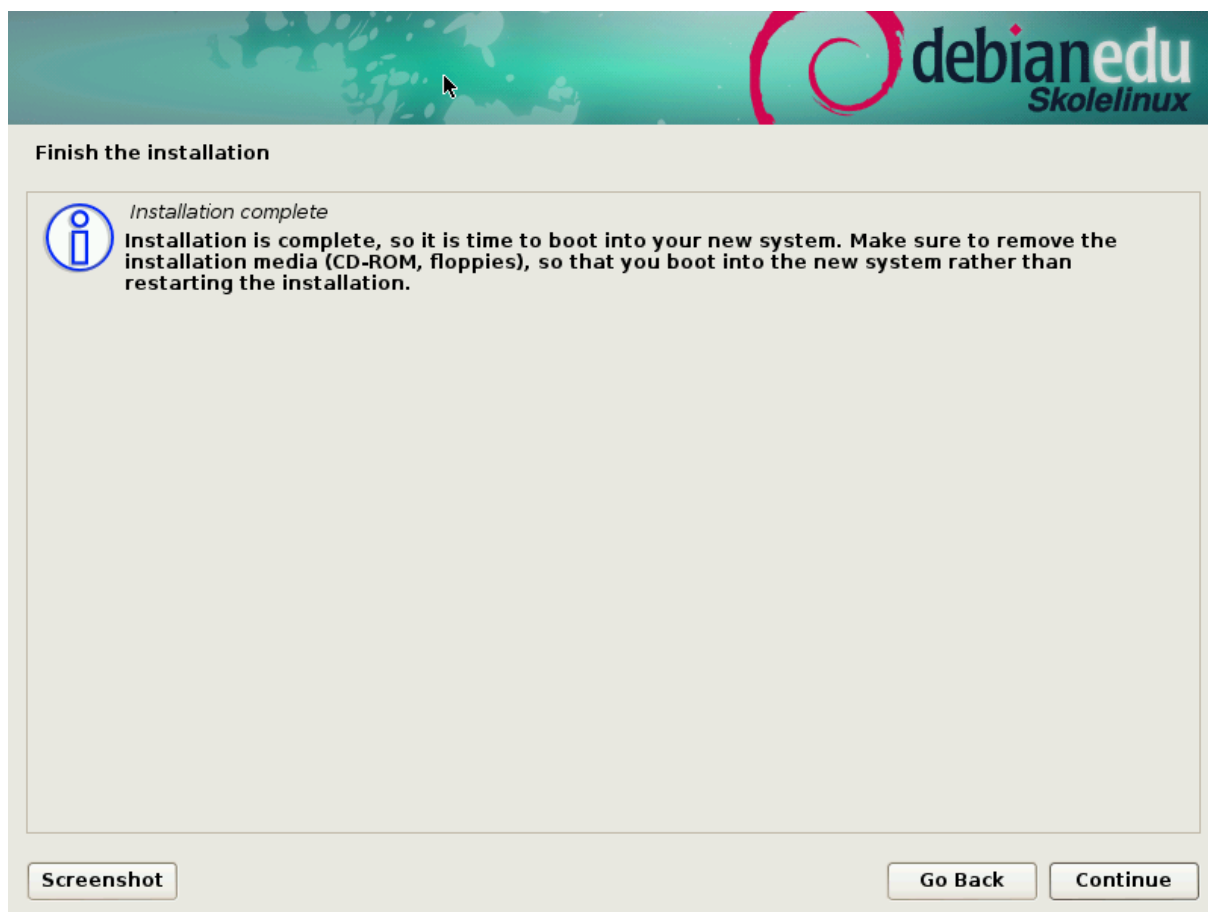 debianedu
Skolelinux
Finish the installation
Installation complete
Installation is complete, so it is time to boot into your new system. Make sure to remove the
installation media (CD-ROM, floppies), so that you boot into the new system rather than
restarting the installation.
Screenshot
Go Back
Continue